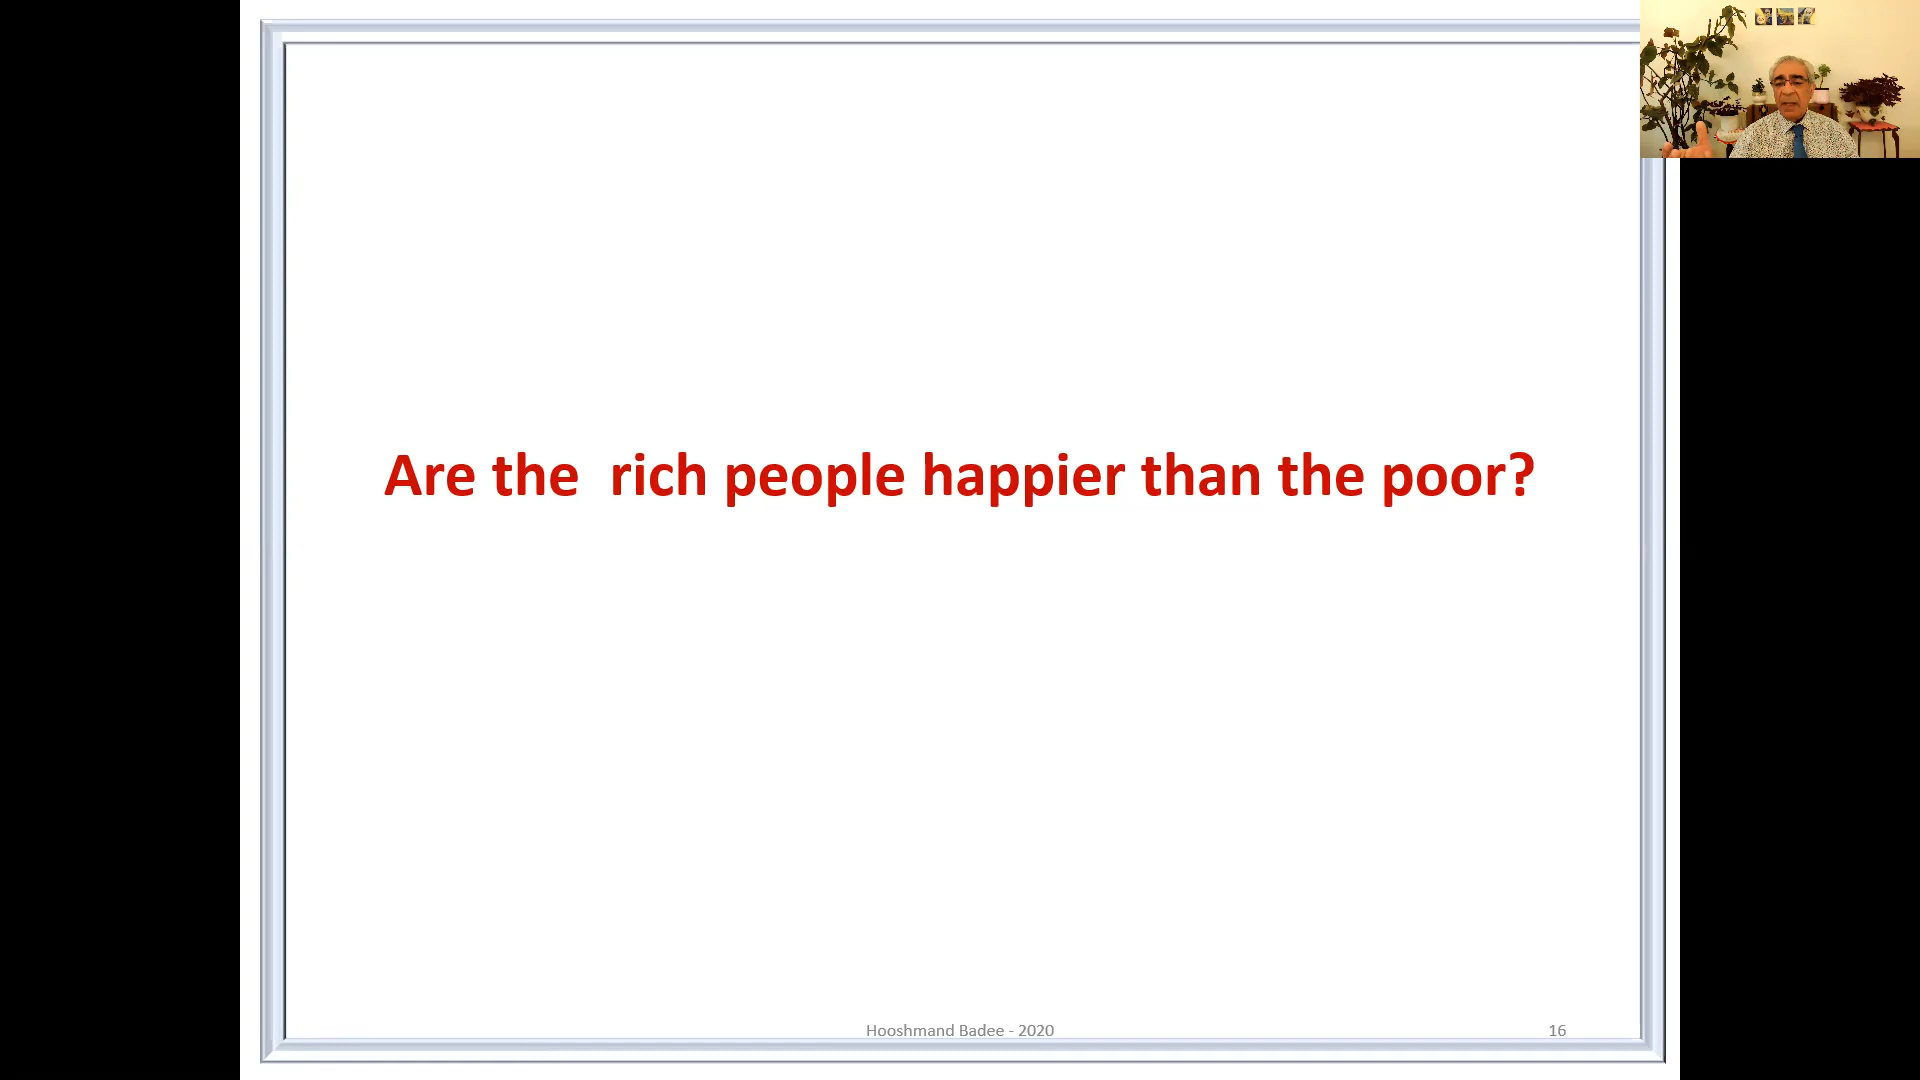 Are the  rich people happier than the poor?
Hooshmand Badee - 2020
16